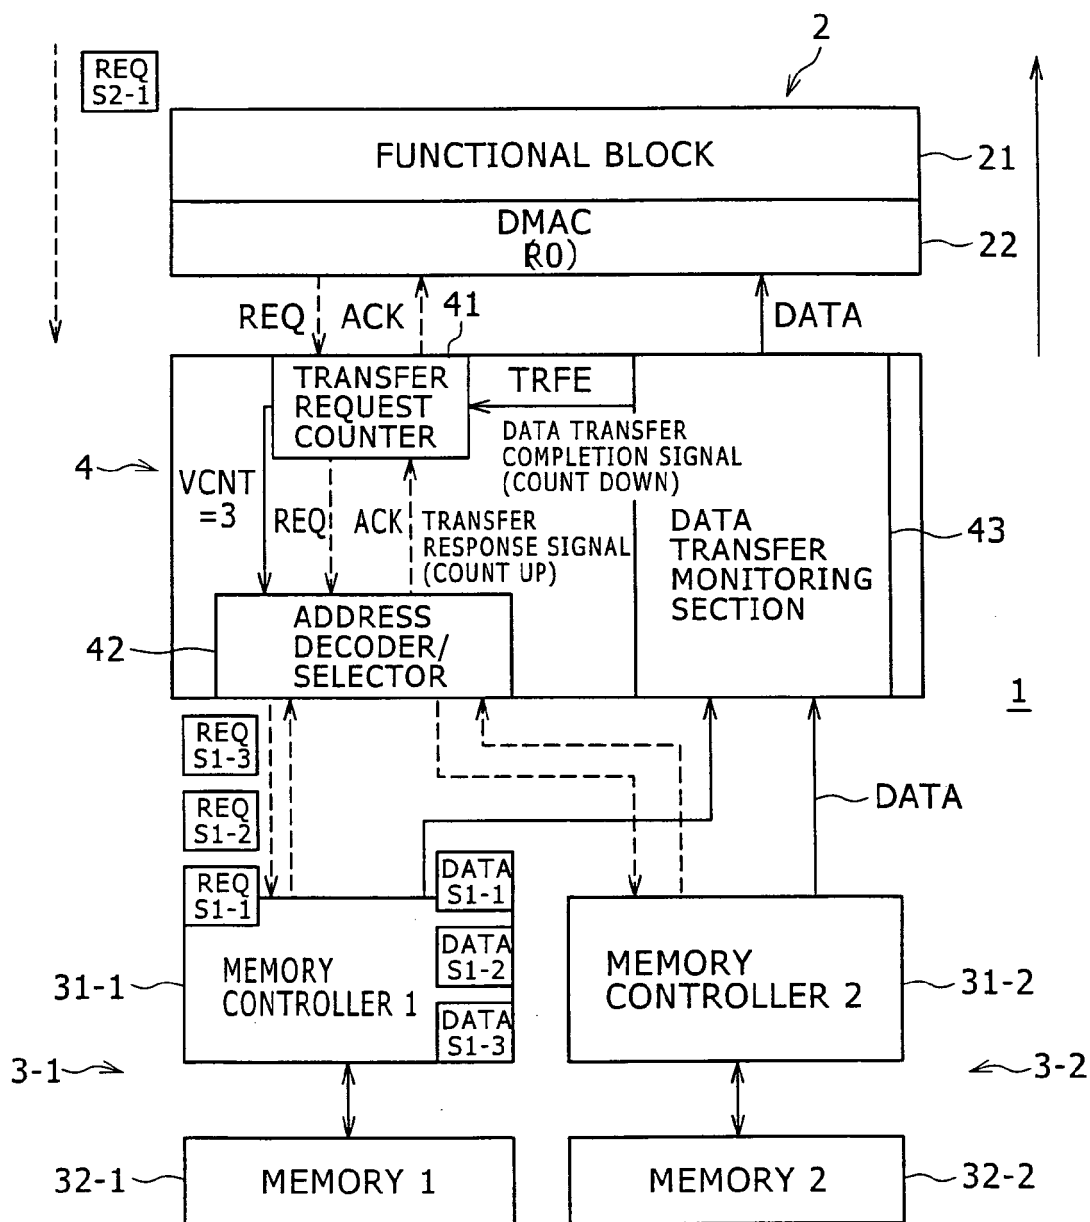 2
REQ
S2-1
FUNCTIONAL BLOCK
21
DMAC
(R0)
22
REQ
ACK
41
DATA
TRANSFER
REQUEST
COUNTER
TRFE
DATA TRANSFER
COMPLETION SIGNAL
(COUNT DOWN)
4
VCNT
=3
REQ
ACK
TRANSFER
RESPONSE SIGNAL
(COUNT UP)
DATA
TRANSFER
MONITORING
SECTION
43
42
ADDRESS
DECODER/
SELECTOR
1
REQ
S1-3
REQ
S1-2
REQ
S1-1
DATA
DATA
S1-1
DATA
S1-2
DATA
S1-3
31-1
MEMORY
CONTROLLER 1
MEMORY
CONTROLLER 2
31-2
3-1
3-2
32-1
MEMORY 1
MEMORY 2
32-2